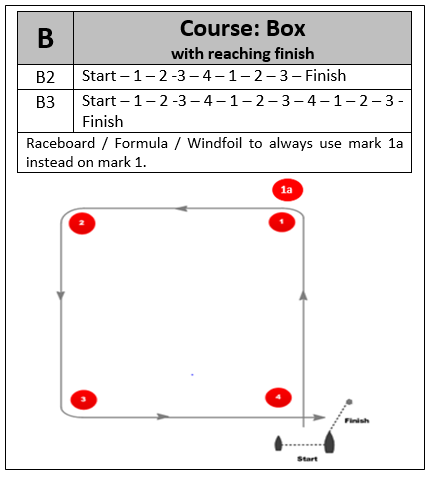 B
Course: Box
with reaching finish
B2
Start – 1 – 2 -3 – 4 – 1 – 2 – 3 – Finish
B3
Start – 1 – 2 -3 – 4 – 1 – 2 – 3 – 4 – 1 – 2 – 3 -
Finish
Raceboard / Formula / Windfoil to always use mark 1a
instead on mark 1.
1a
2
1
3
4
Finish
Start